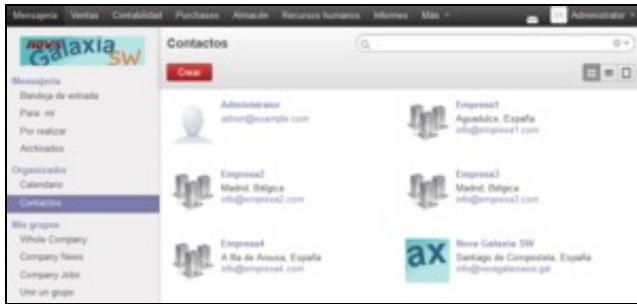 Mensajería Ventas Contabilidad Purchases Almacén Recursos humanos Informes Más Administrator
nova
Galaxia
SW
Contactos
Crear
Mensajería
Bandeja de entrada
Para mí
Por realizar
Archivados
Organizador
Calendario
Contactos
Mis grupos
Whole Company
Company News
Company Jobs
Unir un grupo
Administrator
admin@example.com
Empresa1
Aguadulce, España
info@empresa1.com
Empresa2
Madrid, Bélgica
info@empresa2.com
Empresa3
Madrid, Bélgica
info@empresa3.com
Empresa4
A Illa de Arousa, España
info@empresa4.com
ax
Nova Galaxia SW
Santiago de Compostela, España
info@novagalaxiasw.gal